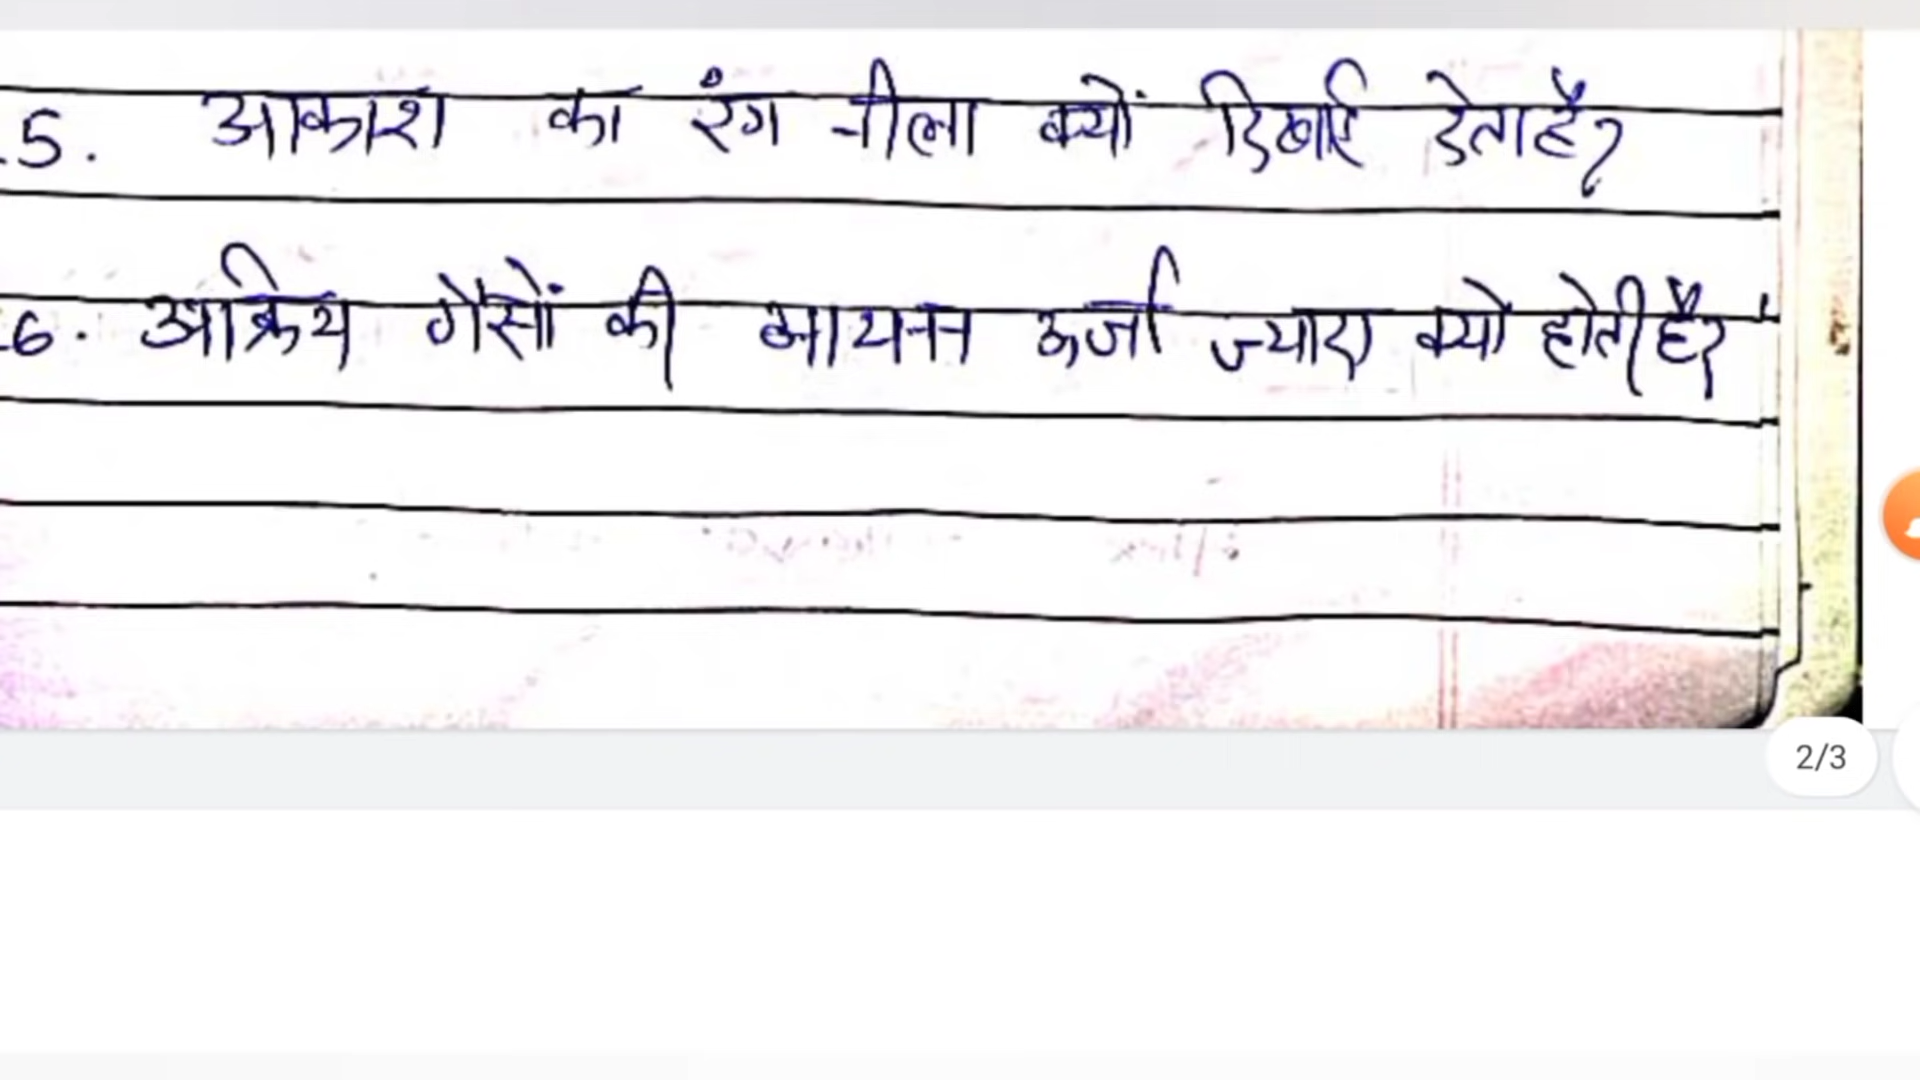 .5. आकाश का रंग नीला क्यों दिखाई देता है?
.6. अक्रिय गैसों की आयनन ऊर्जा ज्यादा क्यों होती है?
2/3